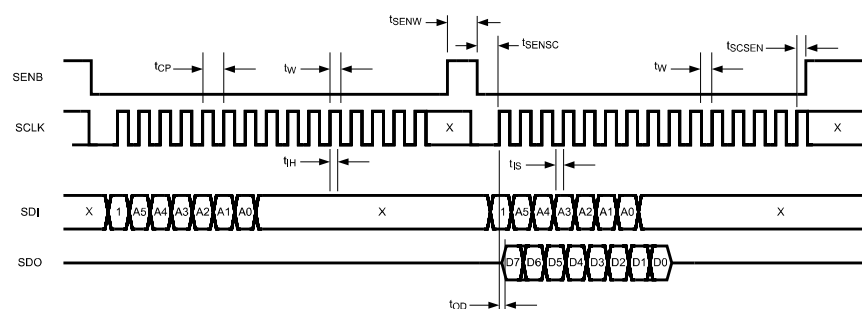 tSENW
tSENSC
tCP
tW
tW
tSCSEN
SENB
SCLK
X
X
tIH
tIS
SDI
X
1
A5
A4
A3
A2
A1
A0
X
1
A5
A4
A3
A2
A1
A0
X
SDO
D7
D6
D5
D4
D3
D2
D1
D0
tOD